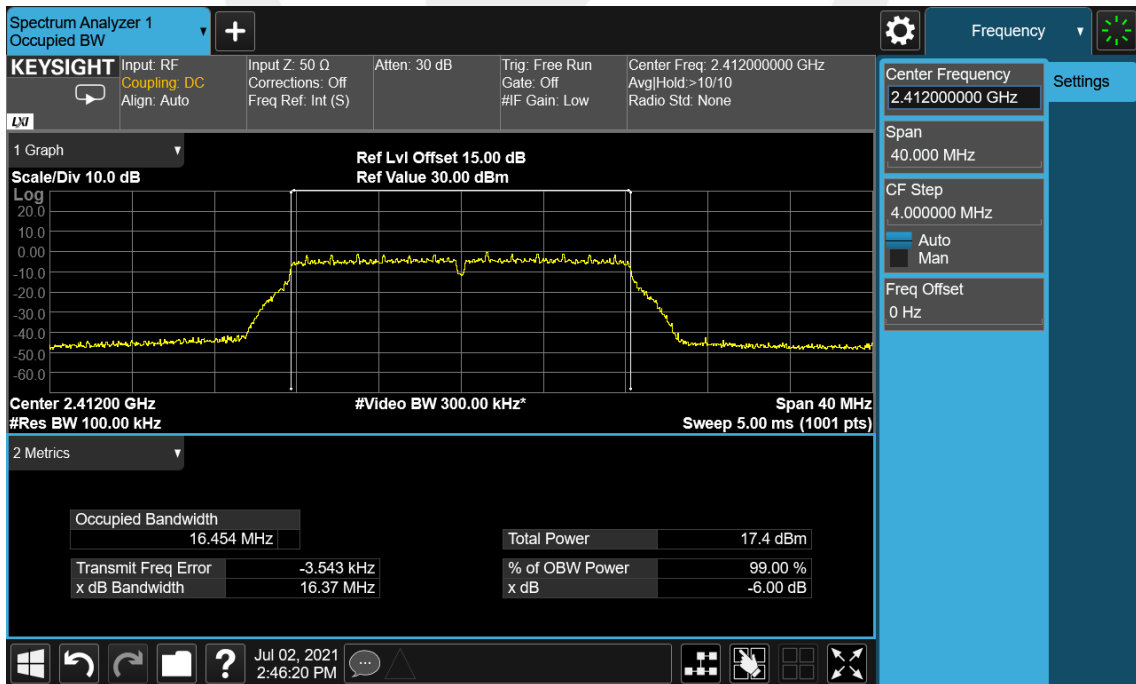 Spectrum Analyzer 1
Occupied BW
+
Frequency
KEYSIGHT
LXI
Input: RF
Coupling: DC
Align: Auto
Input Z: 50 Ω
Corrections: Off
Freq Ref: Int (S)
Atten: 30 dB
Trig: Free Run
Gate: Off
#IF Gain: Low
Center Freq: 2.412000000 GHz
Avg|Hold:>10/10
Radio Std: None
Center Frequency
2.412000000 GHz
Settings
Span
40.000 MHz
CF Step
4.000000 MHz
Auto
Man
Freq Offset
0 Hz
1 Graph
Scale/Div 10.0 dB
Ref Lvl Offset 15.00 dB
Ref Value 30.00 dBm
Log
20.0
10.0
0.00
-10.0
-20.0
-30.0
-40.0
-50.0
-60.0
Center 2.41200 GHz
#Video BW 300.00 kHz*
Span 40 MHz
#Res BW 100.00 kHz
Sweep 5.00 ms (1001 pts)
2 Metrics
Occupied Bandwidth
16.454 MHz
Total Power 17.4 dBm
Transmit Freq Error -3.543 kHz
% of OBW Power 99.00 %
x dB Bandwidth 16.37 MHz
x dB -6.00 dB
?
Jul 02, 2021
2:46:20 PM